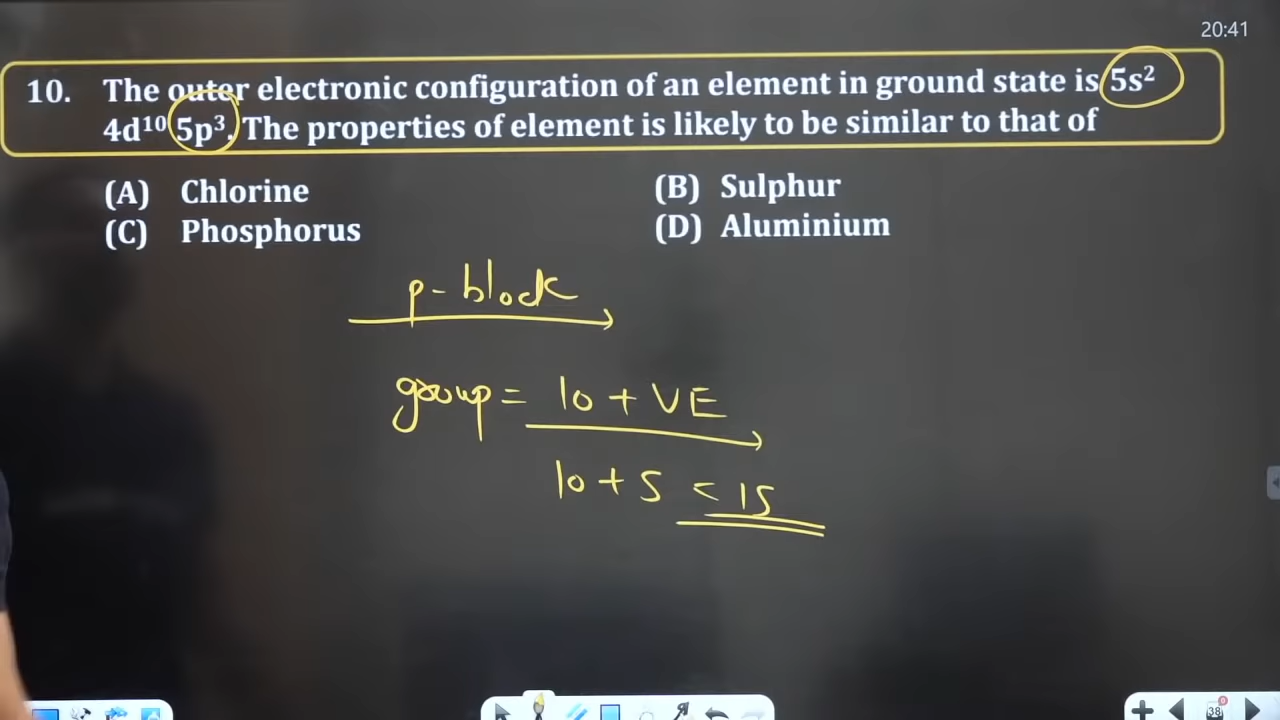 20:41
10. The outer electronic configuration of an element in ground state is 5s²
4d¹⁰ 5p³. The properties of element is likely to be similar to that of
(A) Chlorine (B) Sulphur
(C) Phosphorus (D) Aluminium
p-block
group = 10 + VE
10 + 5 = 15
38